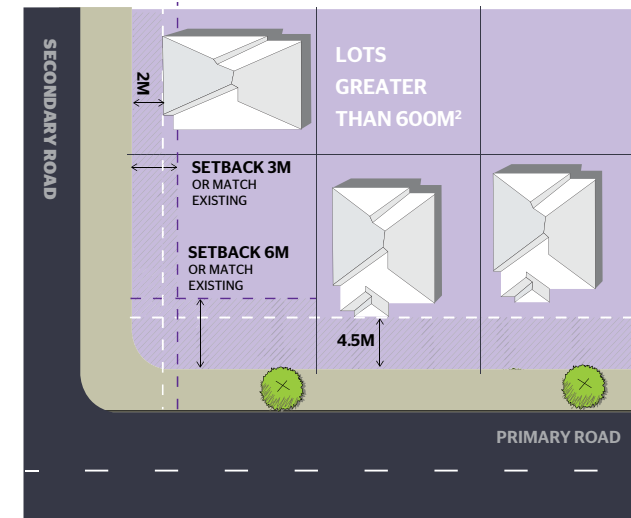 SECONDARY ROAD
2M
LOTS
GREATER
THAN 600M²
SETBACK 3M
OR MATCH
EXISTING
SETBACK 6M
OR MATCH
EXISTING
4.5M
PRIMARY ROAD